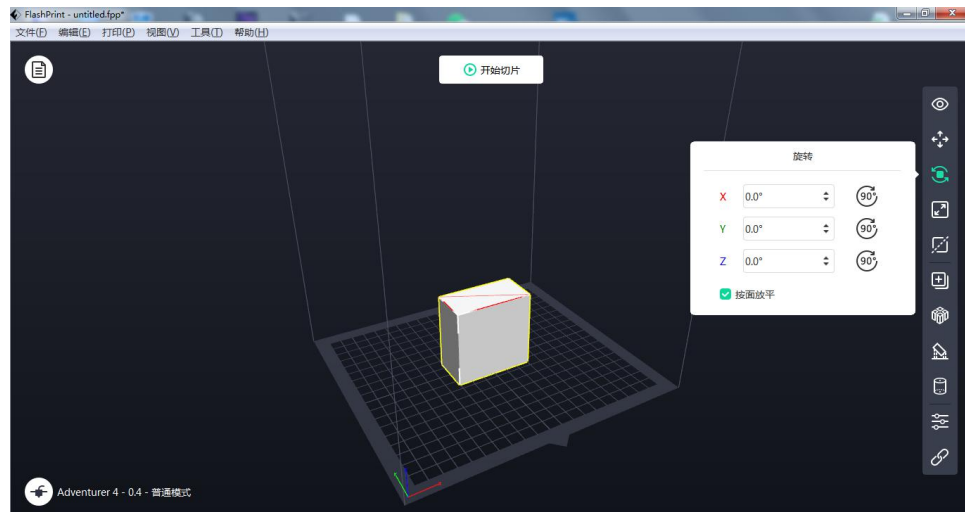 FlashPrint - untitled.fpp*
文件(F) 编辑(E) 打印(P) 视图(V) 工具(T) 帮助(H)
开始切片
旋转
X 0.0° 90°
Y 0.0° 90°
Z 0.0° 90°
按面放平
Adventurer 4 - 0.4 - 普通模式